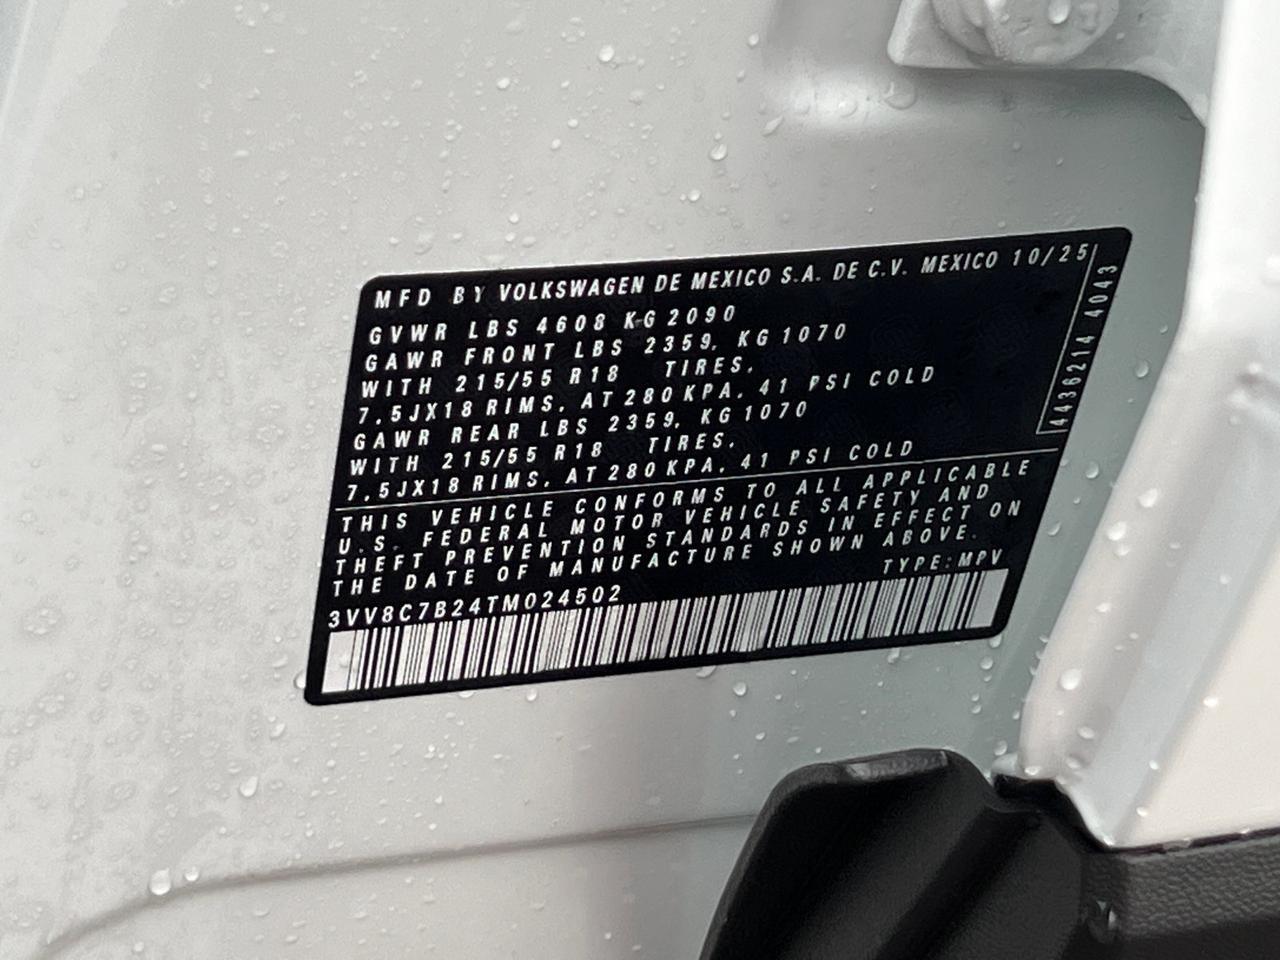 MFD BY VOLKSWAGEN DE MEXICO S.A. DE C.V. MEXICO 10/25
GVWR LBS 4608 KG 2090
GAWR FRONT LBS 2359, KG 1070
WITH 215/55 R18 TIRES,
7,5JX18 RIMS, AT 280 KPA, 41 PSI COLD
GAWR REAR LBS 2359, KG 1070
WITH 215/55 R18 TIRES,
7,5JX18 RIMS, AT 280 KPA, 41 PSI COLD
4436214 4043
THIS VEHICLE CONFORMS TO ALL APPLICABLE
U.S. FEDERAL MOTOR VEHICLE SAFETY AND
THEFT PREVENTION STANDARDS IN EFFECT ON
THE DATE OF MANUFACTURE SHOWN ABOVE.
3VV8C7B24TM024502 TYPE:MPV